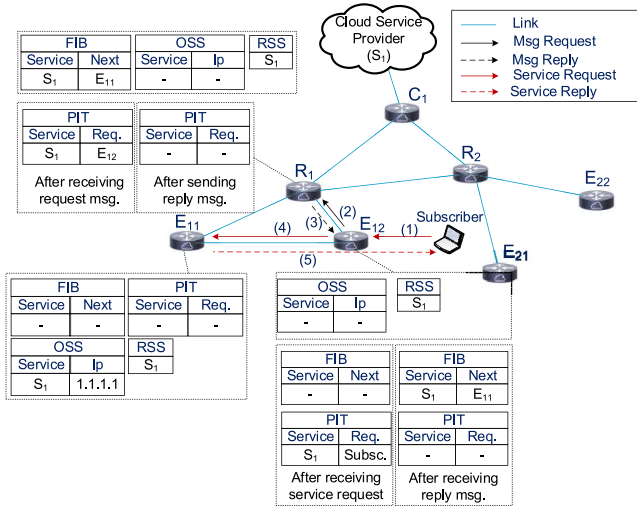 Cloud Service
Provider
(S1)
Link
Msg Request
Msg Reply
Service Request
Service Reply
FIB
Service Next
S1 E11
OSS
Service Ip
- -
RSS
S1
PIT
Service Req.
S1 E12
After receiving
request msg.
PIT
Service Req.
- -
After sending
reply msg.
C1
R1
R2
E22
E11
E12
Subscriber
E21
(1)
(2)
(3)
(4)
(5)
FIB
Service Next
- -
PIT
Service Req.
- -
OSS
Service Ip
S1 1.1.1.1
RSS
S1
OSS
Service Ip
- -
RSS
S1
FIB
Service Next
- -
PIT
Service Req.
S1 Subsc.
After receiving
service request
FIB
Service Next
S1 E11
PIT
Service Req.
- -
After receiving
reply msg.